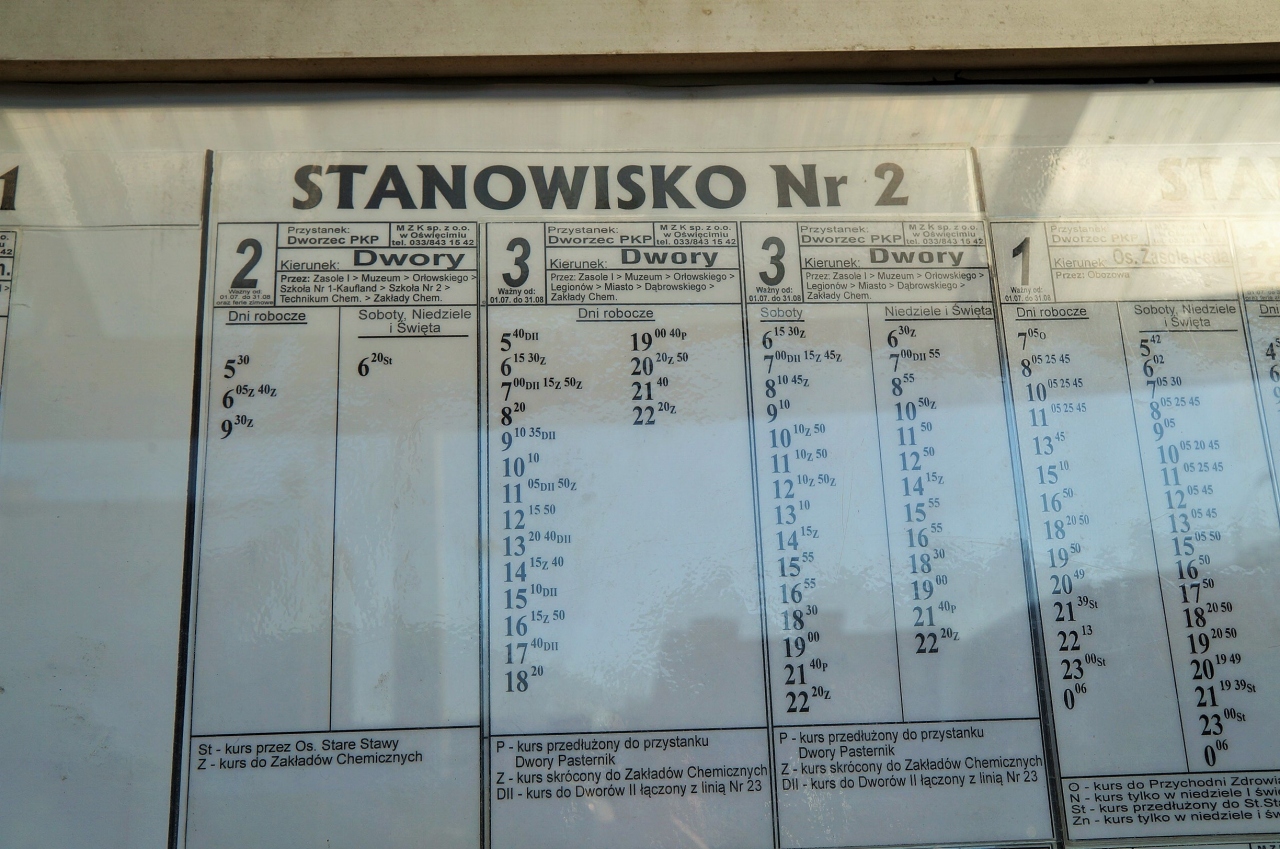 1
STANOWISKO Nr 2
2
Przystanek:
Dworzec PKP
M Z K sp. z o.o.
w Oświęcimiu
tel. 033/843 15 42
Kierunek: Dwory
Ważny od:
01.07. do 31.08
oraz ferie zimowe
Przez: Zasole I > Muzeum > Orłowskiego >
Szkoła Nr 1-Kaufland > Szkoła Nr 2 >
Technikum Chem. > Zakłady Chem.
Dni robocze
5 30
6 05Z 40Z
9 30Z
Soboty, Niedziele
i Święta
6 20St
St - kurs przez Os. Stare Stawy
Z - kurs do Zakładów Chemicznych
3
Przystanek:
Dworzec PKP
M Z K sp. z o.o.
w Oświęcimiu
tel. 033/843 15 42
Kierunek: Dwory
Ważny od:
01.07. do 31.08
Przez: Zasole I > Muzeum > Orłowskiego >
Legionów > Miasto > Dąbrowskiego >
Zakłady Chem.
Dni robocze
5 40DII
6 15 30Z
7 00DII 15Z 50Z
8 20
9 10 35DII
10 10
11 05DII 50Z
12 15 50
13 20 40DII
14 15Z 40
15 10DII
16 15Z 50
17 40DII
18 20
19 00 40P
20 20Z 50
21 40
22 20Z
P - kurs przedłużony do przystanku
Dwory Pasternik
Z - kurs skrócony do Zakładów Chemicznych
DII - kurs do Dworów II łączony z linią Nr 23
3
Przystanek:
Dworzec PKP
M Z K sp. z o.o.
w Oświęcimiu
tel. 033/843 15 42
Kierunek: Dwory
Ważny od:
01.07. do 31.08
Przez: Zasole I > Muzeum > Orłowskiego >
Legionów > Miasto > Dąbrowskiego >
Zakłady Chem.
Soboty
6 15 30Z
7 00DII 15Z 45Z
8 10 45Z
9 10
10 10Z 50
11 10Z 50
12 10Z 50Z
13 10
14 15Z
15 55
16 55
18 30
19 00
21 40P
22 20Z
Niedziele i Święta
6 30Z
7 00DII 55
8 55
10 50Z
11 50
12 50
14 15Z
15 55
16 55
18 30
19 00
21 40P
22 20Z
P - kurs przedłużony do przystanku
Dwory Pasternik
Z - kurs skrócony do Zakładów Chemicznych
DII - kurs do Dworów II łączony z linią Nr 23
1
Przystanek:
Dworzec PKP
Kierunek: Os. Zasole
Ważny od:
01.07. do 31.08
Przez: Obozowa
Dni robocze
7 05O
8 05 25 45
10 05 25 45
11 05 25 45
13 45
15 10
16 50
18 20 50
19 50
20 49
21 39St
22 13
23 00St
0 06
Soboty, Niedziele
i Święta
5 42
6 02
7 05 30
8 05 25 45
9 05
10 05 20 45
11 05 25 45
12 05 45
13 05 45
15 05 50
16 50
17 50
18 20 50
19 20 50
20 19 49
21 19 39St
23 00St
0 06
O - kurs do Przychodni
N - kurs tylko w niedziele i
St - kurs przedłużony do
Zn - kurs tylko w niedziele i